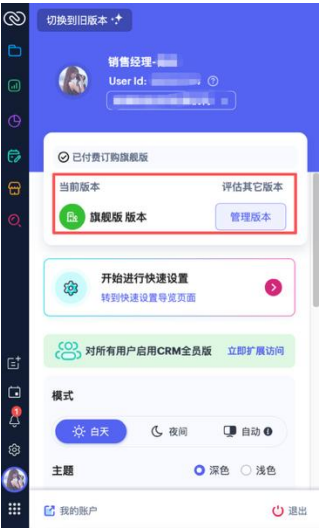 切换到旧版本
销售经理-
User Id:
已付费订购旗舰版
当前版本 评估其它版本
旗舰版 版本 管理版本
开始进行快速设置
转到快速设置导览页面
对所有用户启用CRM全员版 立即扩展访问
模式
白天 夜间 自动
主题 深色 浅色
我的账户 退出